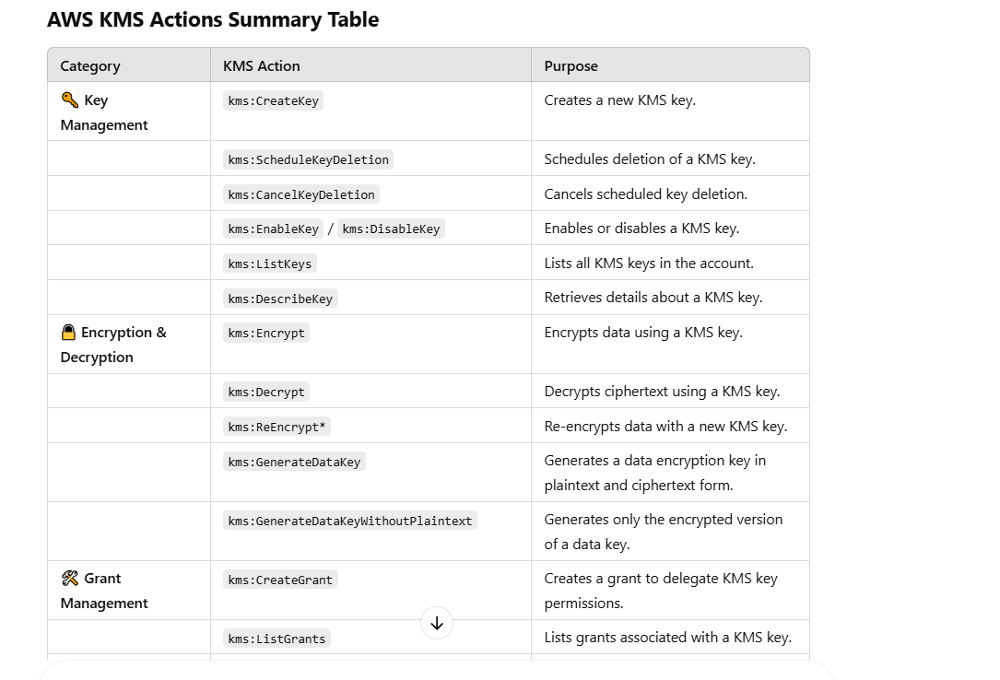 AWS KMS Actions Summary Table
Category KMS Action Purpose
Key kms:CreateKey Creates a new KMS key.
Management
kms:ScheduleKeyDeletion Schedules deletion of a KMS key.
kms:CancelKeyDeletion Cancels scheduled key deletion.
kms:EnableKey / kms:DisableKey Enables or disables a KMS key.
kms:ListKeys Lists all KMS keys in the account.
kms:DescribeKey Retrieves details about a KMS key.
Encryption & kms:Encrypt Encrypts data using a KMS key.
Decryption
kms:Decrypt Decrypts ciphertext using a KMS key.
kms:ReEncrypt* Re-encrypts data with a new KMS key.
kms:GenerateDataKey Generates a data encryption key in
plaintext and ciphertext form.
kms:GenerateDataKeyWithoutPlaintext Generates only the encrypted version
of a data key.
Grant kms:CreateGrant Creates a grant to delegate KMS key
Management permissions.
kms:ListGrants Lists grants associated with a KMS key.